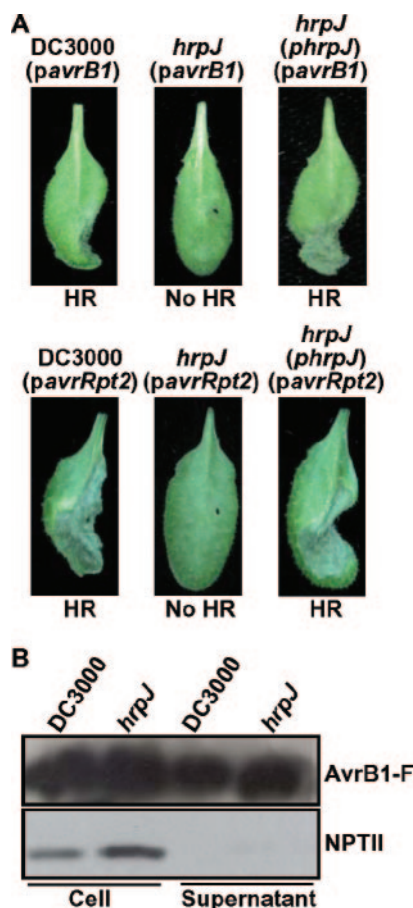 A
DC3000
(pavrB1)
hrpJ
(pavrB1)
hrpJ
(phrpJ)
(pavrB1)
HR
No HR
HR
DC3000
(pavrRpt2)
hrpJ
(pavrRpt2)
hrpJ
(phrpJ)
(pavrRpt2)
HR
No HR
HR
B
DC3000
hrpJ
DC3000
hrpJ
AvrB1-F
NPTII
Cell
Supernatant